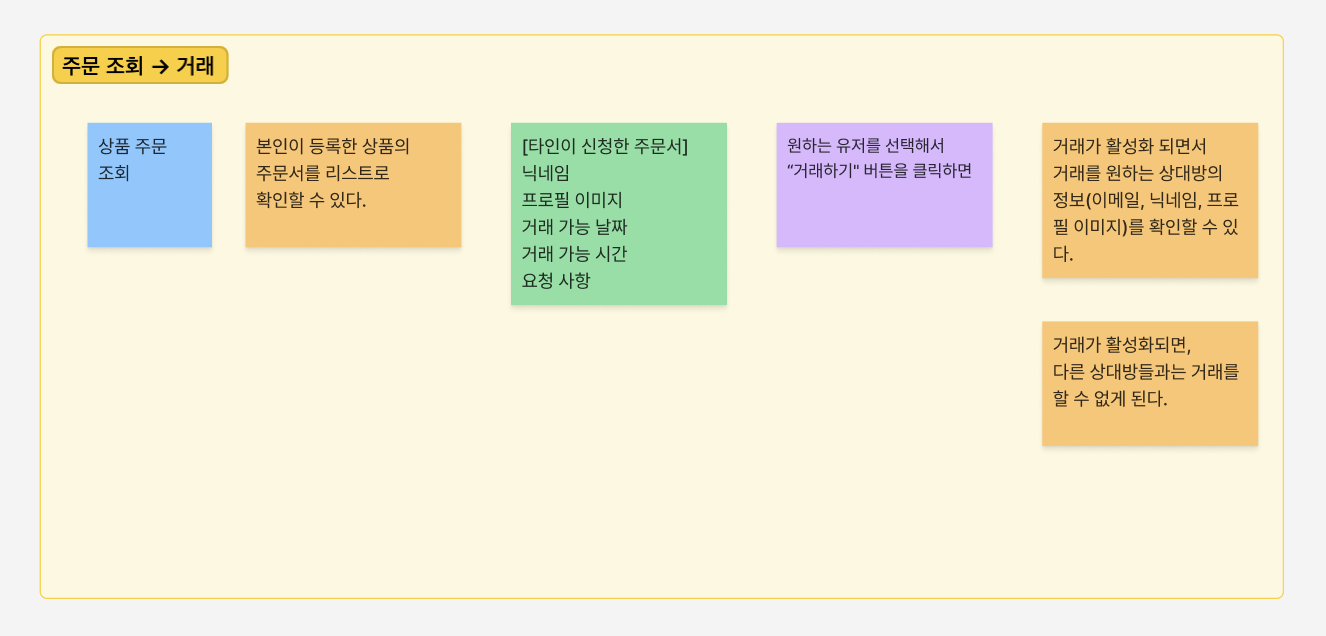 주문 조회 → 거래
상품 주문
조회
본인이 등록한 상품의
주문서를 리스트로
확인할 수 있다.
[타인이 신청한 주문서]
닉네임
프로필 이미지
거래 가능 날짜
거래 가능 시간
요청 사항
원하는 유저를 선택해서
“거래하기" 버튼을 클릭하면
거래가 활성화 되면서
거래를 원하는 상대방의
정보(이메일, 닉네임, 프로
필 이미지)를 확인할 수 있
다.
거래가 활성화되면,
다른 상대방들과는 거래를
할 수 없게 된다.